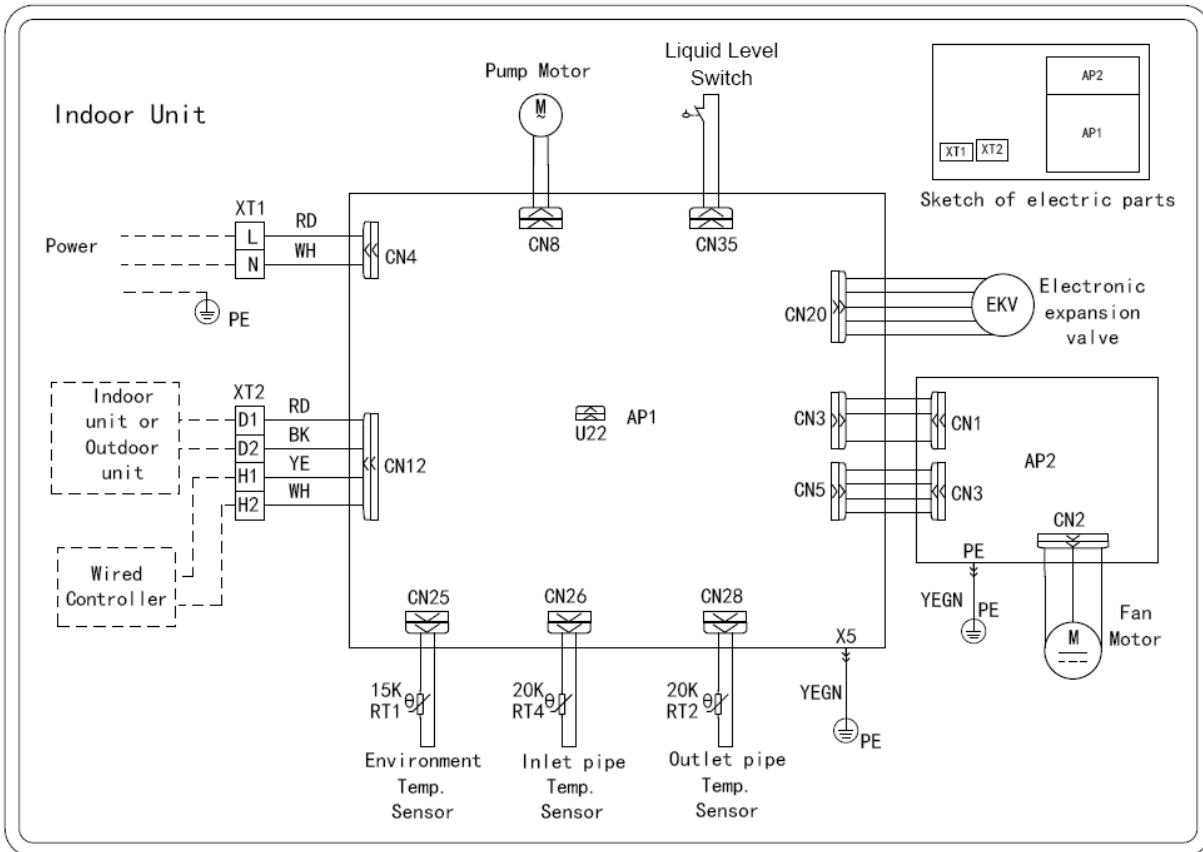 Indoor Unit
Pump Motor
M
~
Liquid Level
Switch
AP2
AP1
XT1
XT2
Sketch of electric parts
Power
XT1
L
N
RD
WH
CN4
PE
CN8
CN35
CN20
EKV
Electronic
expansion
valve
Indoor
unit or
Outdoor
unit
XT2
D1
D2
H1
H2
RD
BK
YE
WH
CN12
Wired
Controller
U22
AP1
CN3
CN1
CN5
CN3
AP2
CN2
PE
YEGN
PE
M
Fan
Motor
CN25
CN26
CN28
X5
15K
RT1
θ
20K
RT4
θ
20K
RT2
θ
YEGN
PE
Environment
Temp.
Sensor
Inlet pipe
Temp.
Sensor
Outlet pipe
Temp.
Sensor